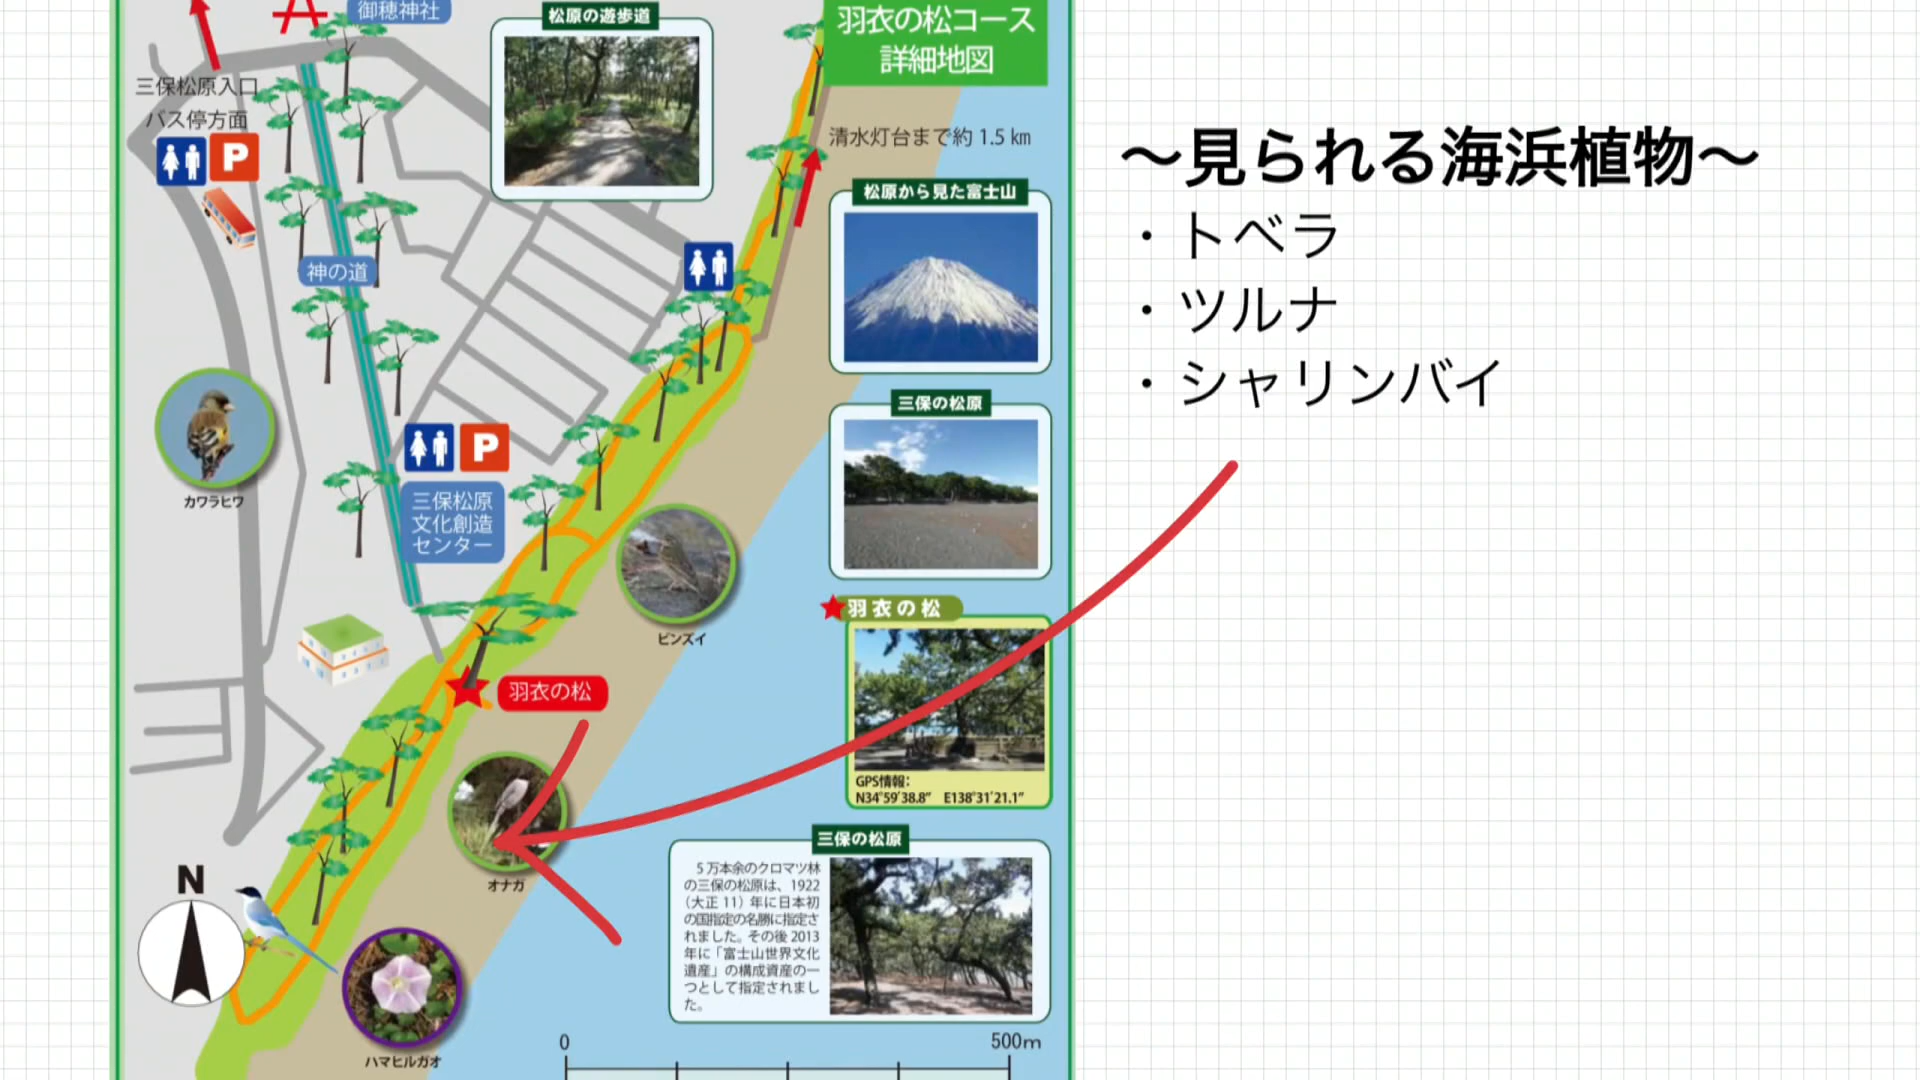 御穂神社
松原の遊歩道
羽衣の松コース
詳細地図
三保松原入口
バス停方面
P
清水灯台まで約 1.5 ㎞
松原から見た富士山
神の道
三保の松原
カワラヒワ
P
三保松原
文化創造
センター
ビンズイ
羽衣の松
羽衣の松
GPS情報:
N34°59′38.8″ E138°31′21.1″
オナガ
三保の松原
5万本余のクロマツ林
の三保の松原は、1922
(大正 11)年に日本初
の国指定の名勝に指定さ
れました。その後 2013
年に「富士山世界文化
遺産」の構成資産の一
つとして指定されまし
た。
N
ハマヒルガオ
0
500m
～見られる海浜植物～
・トベラ
・ツルナ
・シャリンバイ